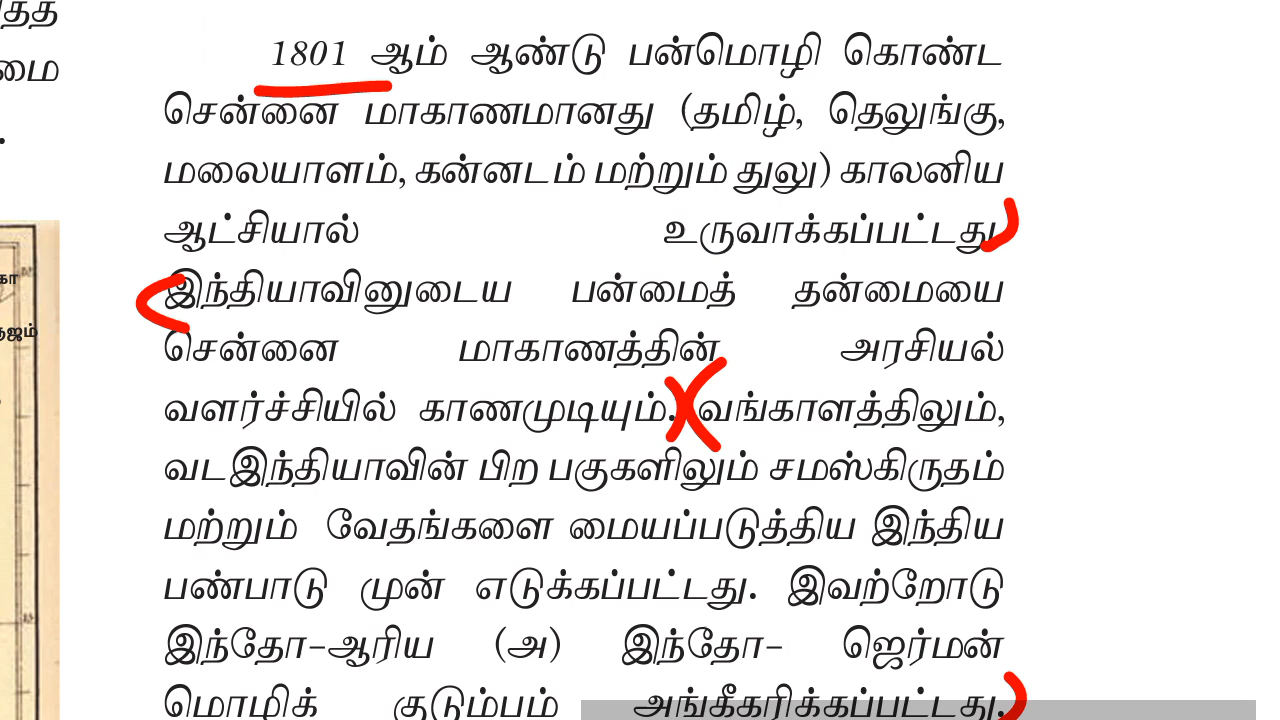 1801 ஆம் ஆண்டு பன்மொழி கொண்ட
சென்னை மாகாணமானது (தமிழ், தெலுங்கு,
மலையாளம், கன்னடம் மற்றும் துலு) காலனிய
ஆட்சியால் உருவாக்கப்பட்டது.
இந்தியாவினுடைய பன்மைத் தன்மையை
சென்னை மாகாணத்தின் அரசியல்
வளர்ச்சியில் காணமுடியும். வங்காளத்திலும்,
வடஇந்தியாவின் பிற பகுகளிலும் சமஸ்கிருதம்
மற்றும் வேதங்களை மையப்படுத்திய இந்திய
பண்பாடு முன் எடுக்கப்பட்டது. இவற்றோடு
இந்தோ-ஆரிய (அ) இந்தோ- ஜெர்மன்
மொழிக் குடும்பம் அங்கீகரிக்கப்பட்டது.